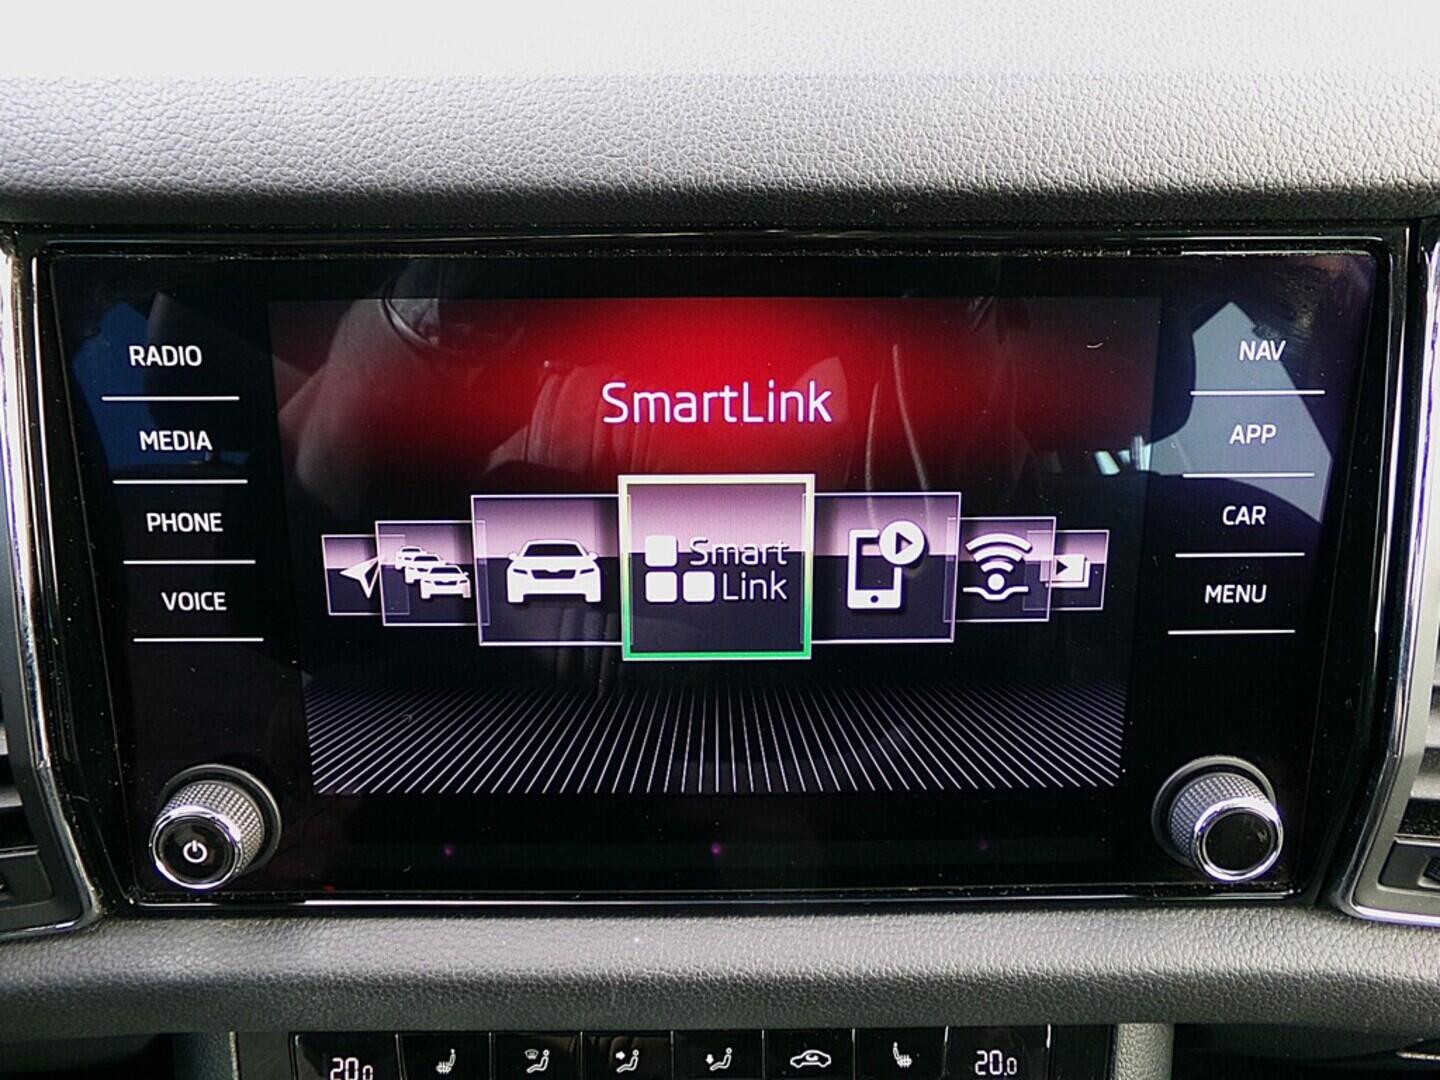 RADIO
MEDIA
PHONE
VOICE
SmartLink
Smart
Link
NAV
APP
CAR
MENU
20.0
20.0